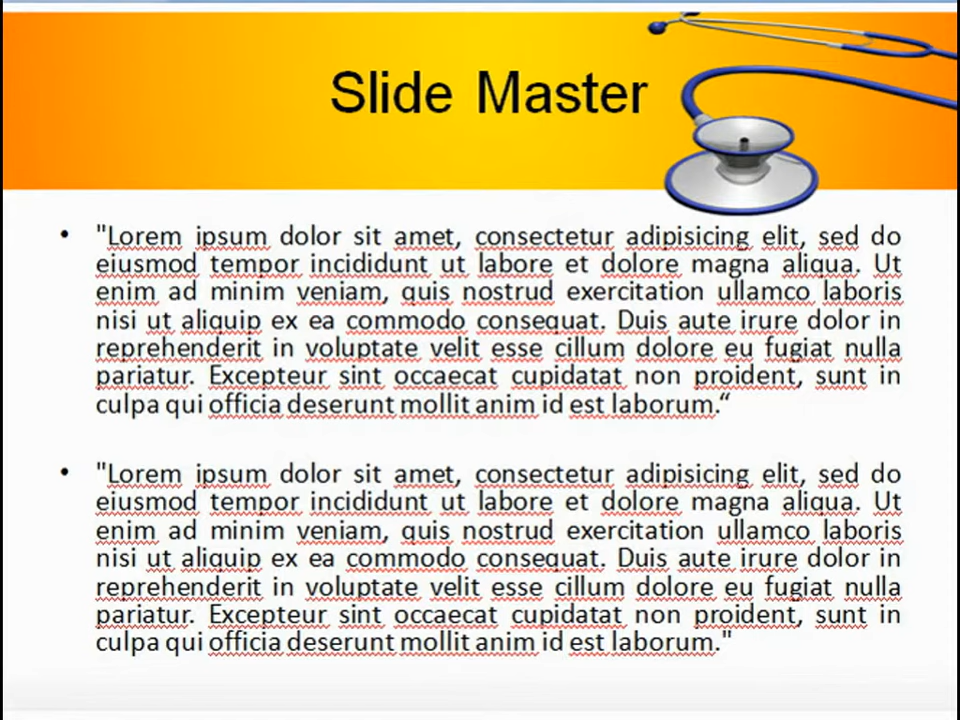 Slide Master
• "Lorem ipsum dolor sit amet, consectetur adipisicing elit, sed do
eiusmod tempor incididunt ut labore et dolore magna aliqua. Ut
enim ad minim veniam, quis nostrud exercitation ullamco laboris
nisi ut aliquip ex ea commodo consequat. Duis aute irure dolor in
reprehenderit in voluptate velit esse cillum dolore eu fugiat nulla
pariatur. Excepteur sint occaecat cupidatat non proident, sunt in
culpa qui officia deserunt mollit anim id est laborum.“
• "Lorem ipsum dolor sit amet, consectetur adipisicing elit, sed do
eiusmod tempor incididunt ut labore et dolore magna aliqua. Ut
enim ad minim veniam, quis nostrud exercitation ullamco laboris
nisi ut aliquip ex ea commodo consequat. Duis aute irure dolor in
reprehenderit in voluptate velit esse cillum dolore eu fugiat nulla
pariatur. Excepteur sint occaecat cupidatat non proident, sunt in
culpa qui officia deserunt mollit anim id est laborum."